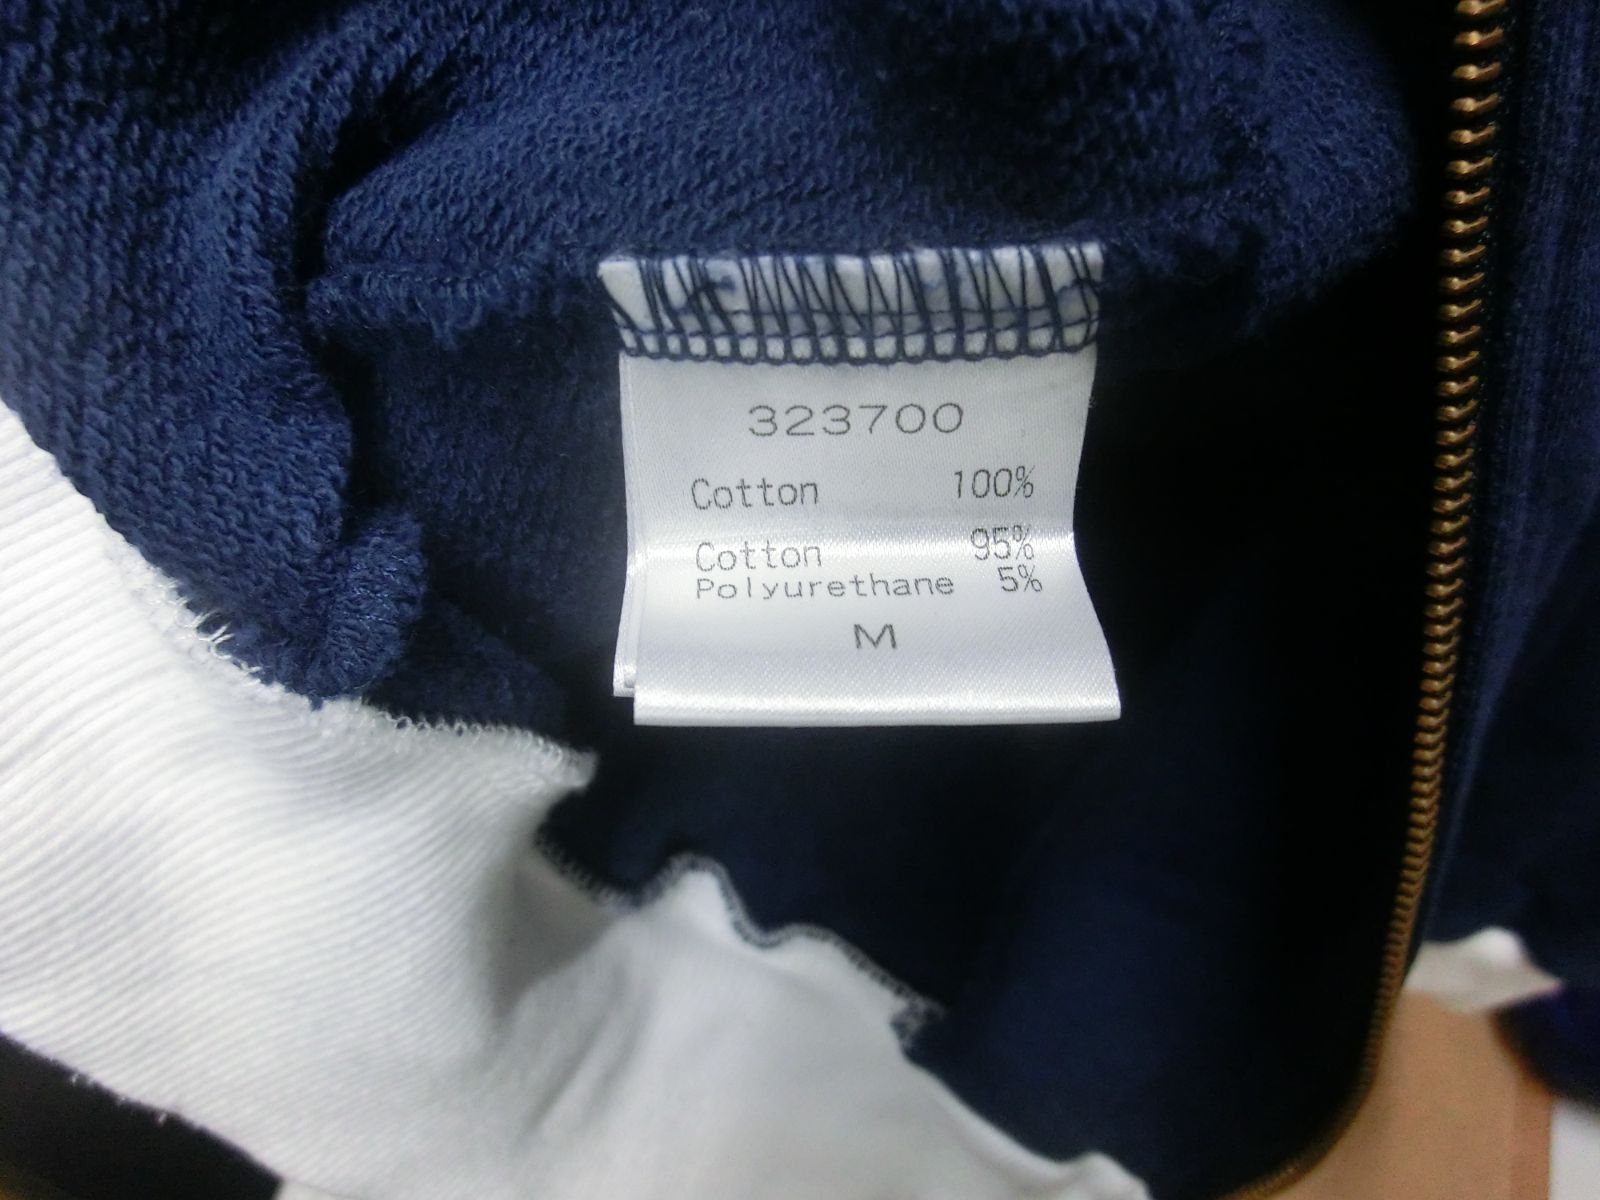 323700
Cotton 100%
Cotton 95%
Polyurethane 5%
M